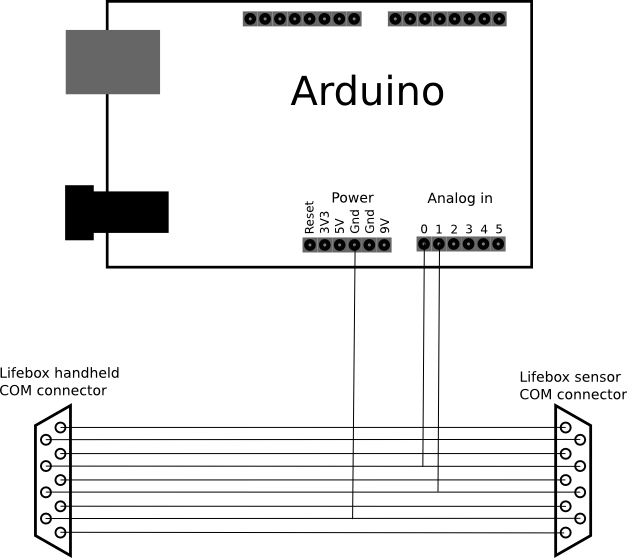 Arduino
Power
Analog in
Reset
3V3
5V
Gnd
Gnd
9V
0 1 2 3 4 5
Lifebox handheld
COM connector
Lifebox sensor
COM connector